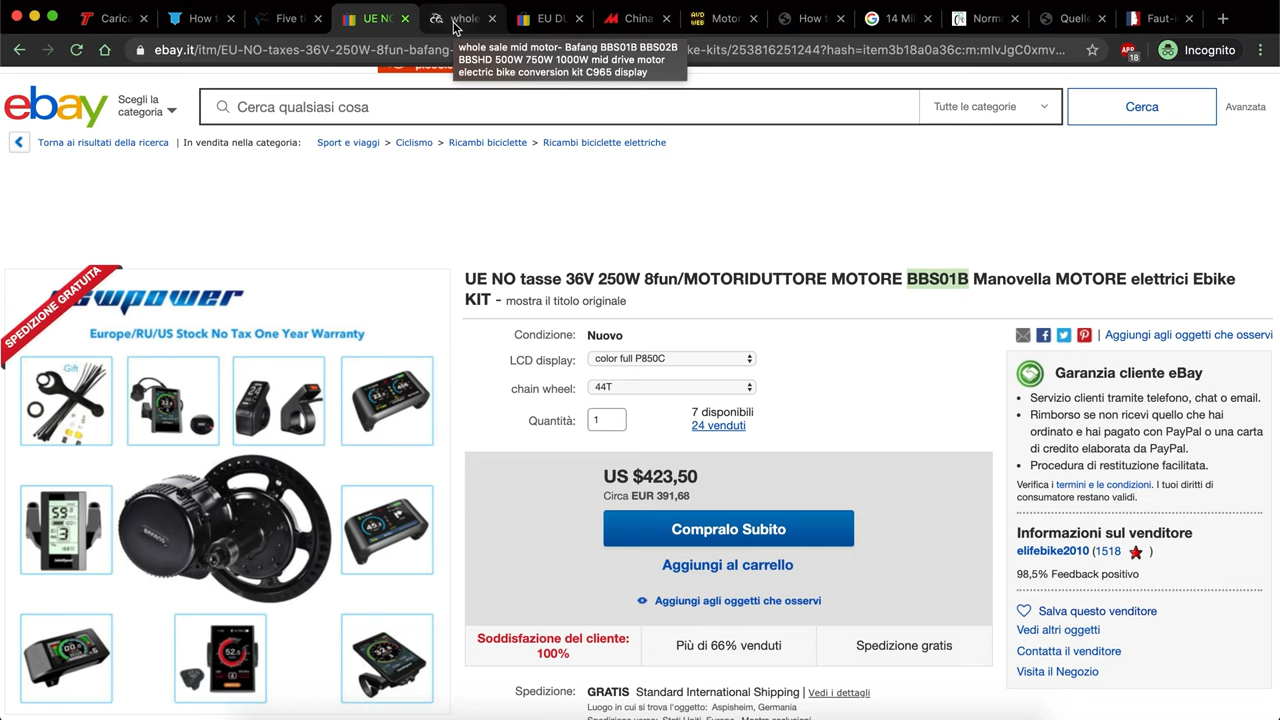 Carica
How t
Five ti
UE NO
whole
EU DU
China
AVD WEB
Motor
How t
14 Mil
Norma
Quelle
Faut-i
ebay.it/itm/EU-NO-taxes-36V-250W-8fun-bafang-
ke-kits/253816251244?hash=item3b18a0a36c:m:mIvJgC0xmv...
ABP
18
Incognito
whole sale mid motor- Bafang BBS01B BBS02B
BBSHD 500W 750W 1000W mid drive motor
electric bike conversion kit C965 display
ebay
Scegli la
categoria
Cerca qualsiasi cosa
Tutte le categorie
Cerca
Avanzata
Torna ai risultati della ricerca
| In vendita nella categoria:
Sport e viaggi > Ciclismo > Ricambi biciclette > Ricambi biciclette elettriche
SPEDIZIONE GRATUITA
wpower
Europe/RU/US Stock No Tax One Year Warranty
Gift
BAFANG
UE NO tasse 36V 250W 8fun/MOTORIDUTTORE MOTORE BBS01B Manovella MOTORE elettrici Ebike
KIT - mostra il titolo originale
Condizione: Nuovo
LCD display: color full P850C
chain wheel: 44T
Quantità: 1
7 disponibili
24 venduti
US $423,50
Circa EUR 391,68
Compralo Subito
Aggiungi al carrello
Aggiungi agli oggetti che osservi
Soddisfazione del cliente:
100%
Più di 66% venduti
Spedizione gratis
Spedizione: GRATIS Standard International Shipping | Vedi i dettagli
Luogo in cui si trova l'oggetto: Aspisheim, Germania
| Aggiungi agli oggetti che osservi
Garanzia cliente eBay
• Servizio clienti tramite telefono, chat o email.
• Rimborso se non ricevi quello che hai
ordinato e hai pagato con PayPal o una carta
di credito elaborata da PayPal.
• Procedura di restituzione facilitata.
Verifica i termini e le condizioni. I tuoi diritti di
consumatore restano validi.
Informazioni sul venditore
elifebike2010 (1518 )
98,5% Feedback positivo
Salva questo venditore
Vedi altri oggetti
Contatta il venditore
Visita il Negozio